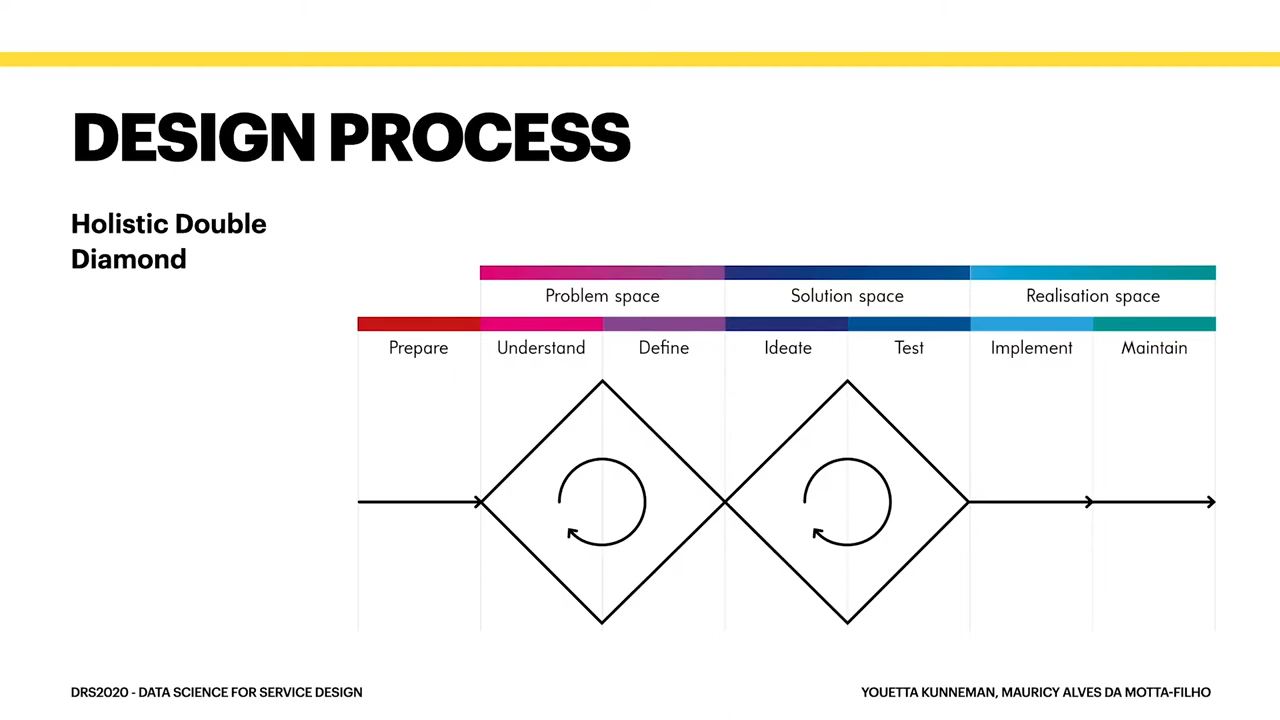 DESIGN PROCESS
Holistic Double
Diamond
Problem space
Solution space
Realisation space
Prepare
Understand
Define
Ideate
Test
Implement
Maintain
DRS2020 - DATA SCIENCE FOR SERVICE DESIGN
YOUETTA KUNNEMAN, MAURICY ALVES DA MOTTA-FILHO